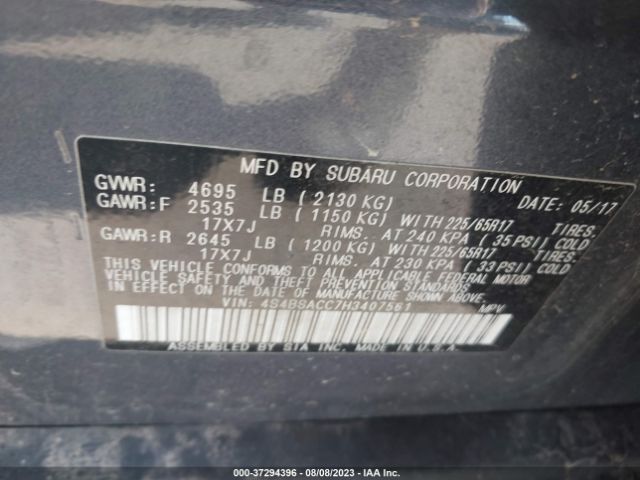 MFD BY SUBARU CORPORATION DATE: 05/17
GVWR: 4695 LB ( 2130 KG)
GAWR:F 2535 LB ( 1150 KG) WITH 225/65R17 TIRES,
17X7J RIMS, AT 240 KPA ( 35 PSI) COLD
GAWR:R 2645 LB ( 1200 KG) WITH 225/65R17 TIRES,
17X7J RIMS, AT 230 KPA ( 33 PSI) COLD
THIS VEHICLE CONFORMS TO ALL APPLICABLE FEDERAL MOTOR
VEHICLE SAFETY AND THEFT PREVENTION STANDARDS IN EFFECT
ON THE DATE OF MANUFACTURE SHOWN ABOVE.
VIN: 4S4BSACC7H3407561 MPV
ASSEMBLED BY SIA INC. MADE IN U.S.A.
000-37294396 - 08/08/2023 - IAA Inc.